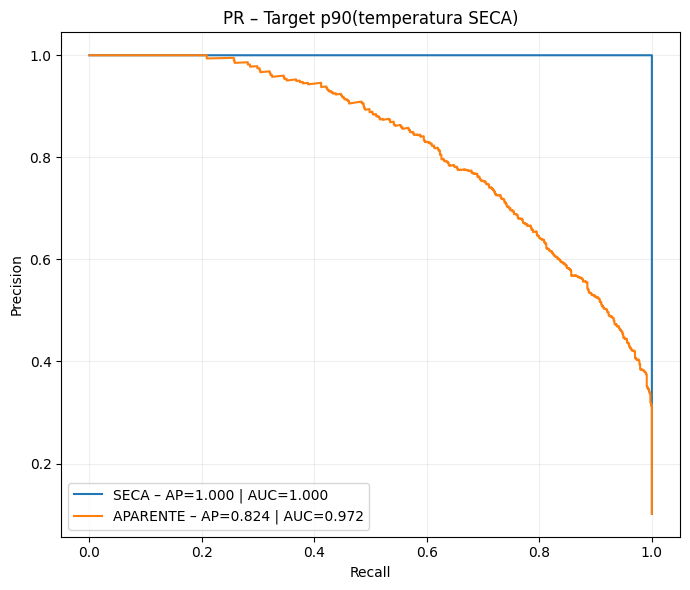 PR – Target p90(temperatura SECA)
1.0
0.8
0.6
0.4
0.2
Precision
SECA – AP=1.000 | AUC=1.000
APARENTE – AP=0.824 | AUC=0.972
0.0 0.2 0.4 0.6 0.8 1.0
Recall